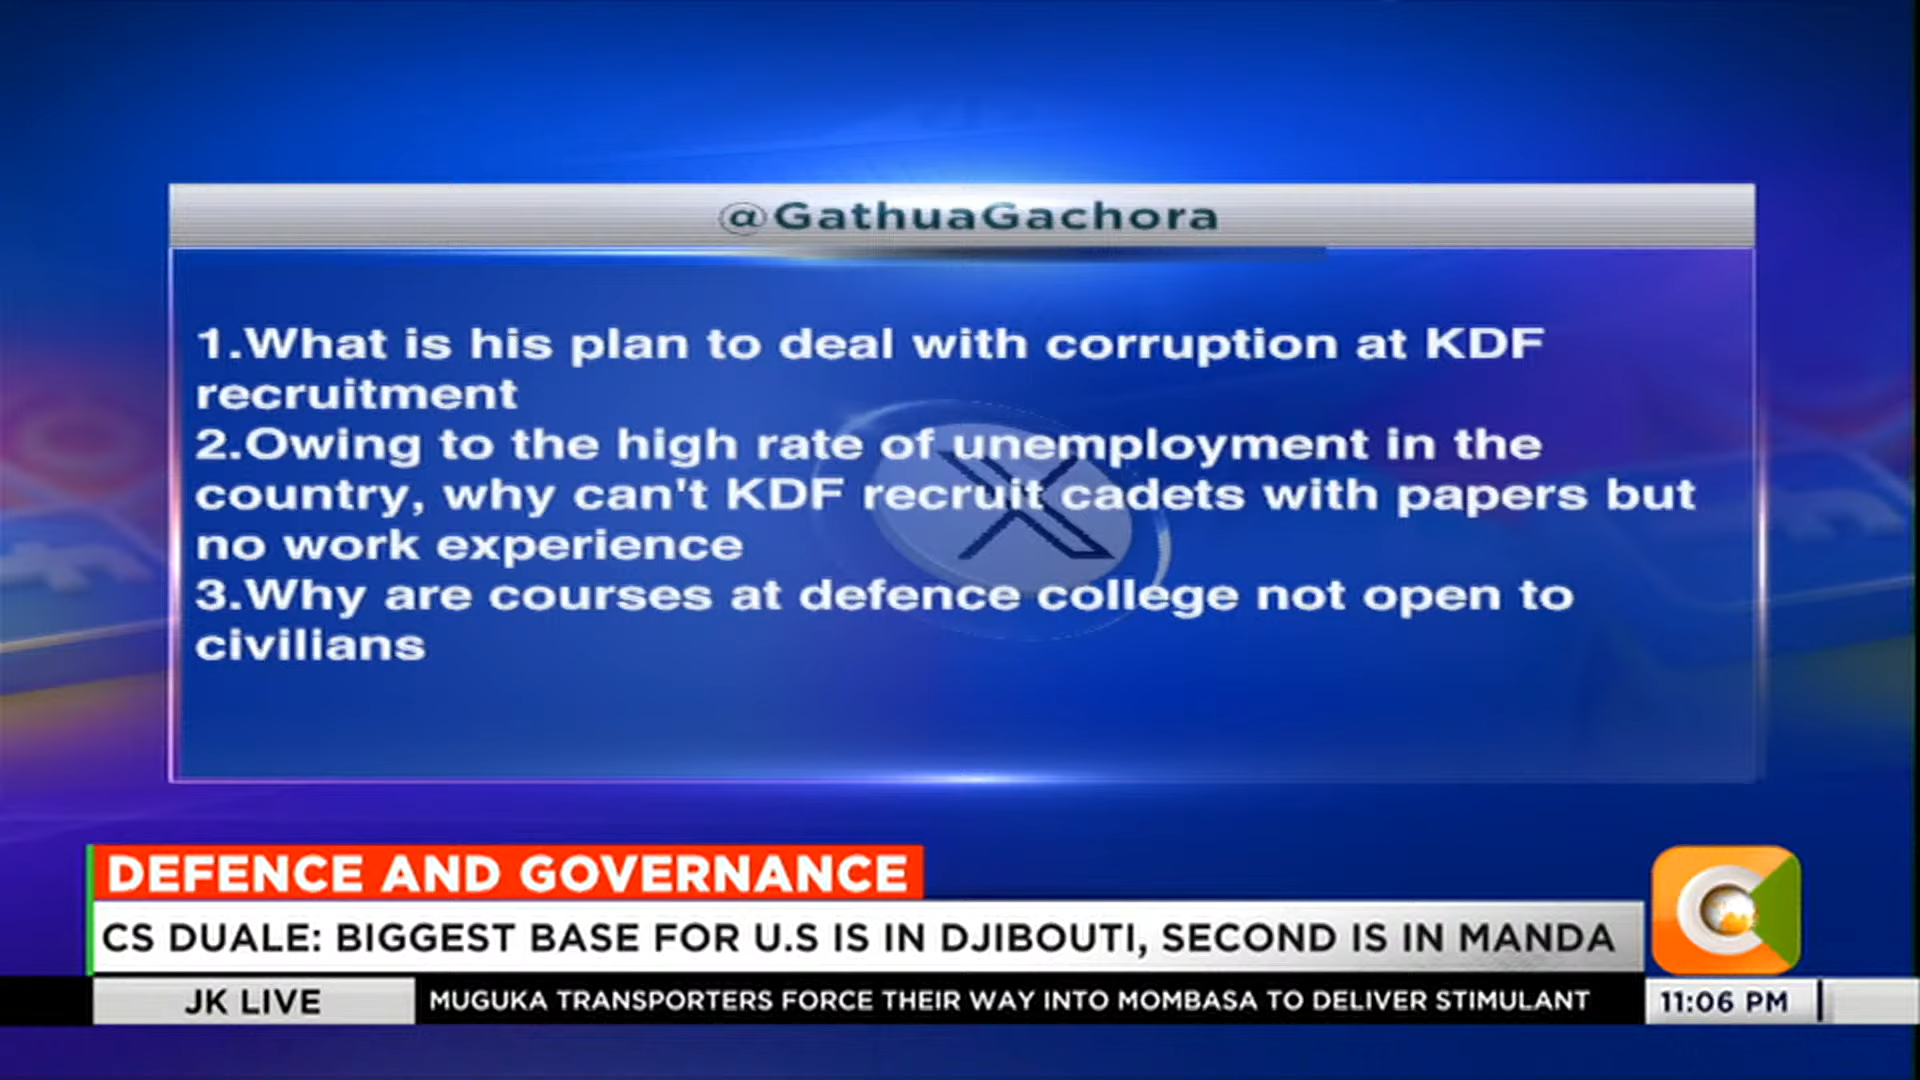 @GathuaGachora
1.What is his plan to deal with corruption at KDF
recruitment
2.Owing to the high rate of unemployment in the
country, why can't KDF recruit cadets with papers but
no work experience
3.Why are courses at defence college not open to
civilians
DEFENCE AND GOVERNANCE
CS DUALE: BIGGEST BASE FOR U.S IS IN DJIBOUTI, SECOND IS IN MANDA
JK LIVE
MUGUKA TRANSPORTERS FORCE THEIR WAY INTO MOMBASA TO DELIVER STIMULANT
11:06 PM